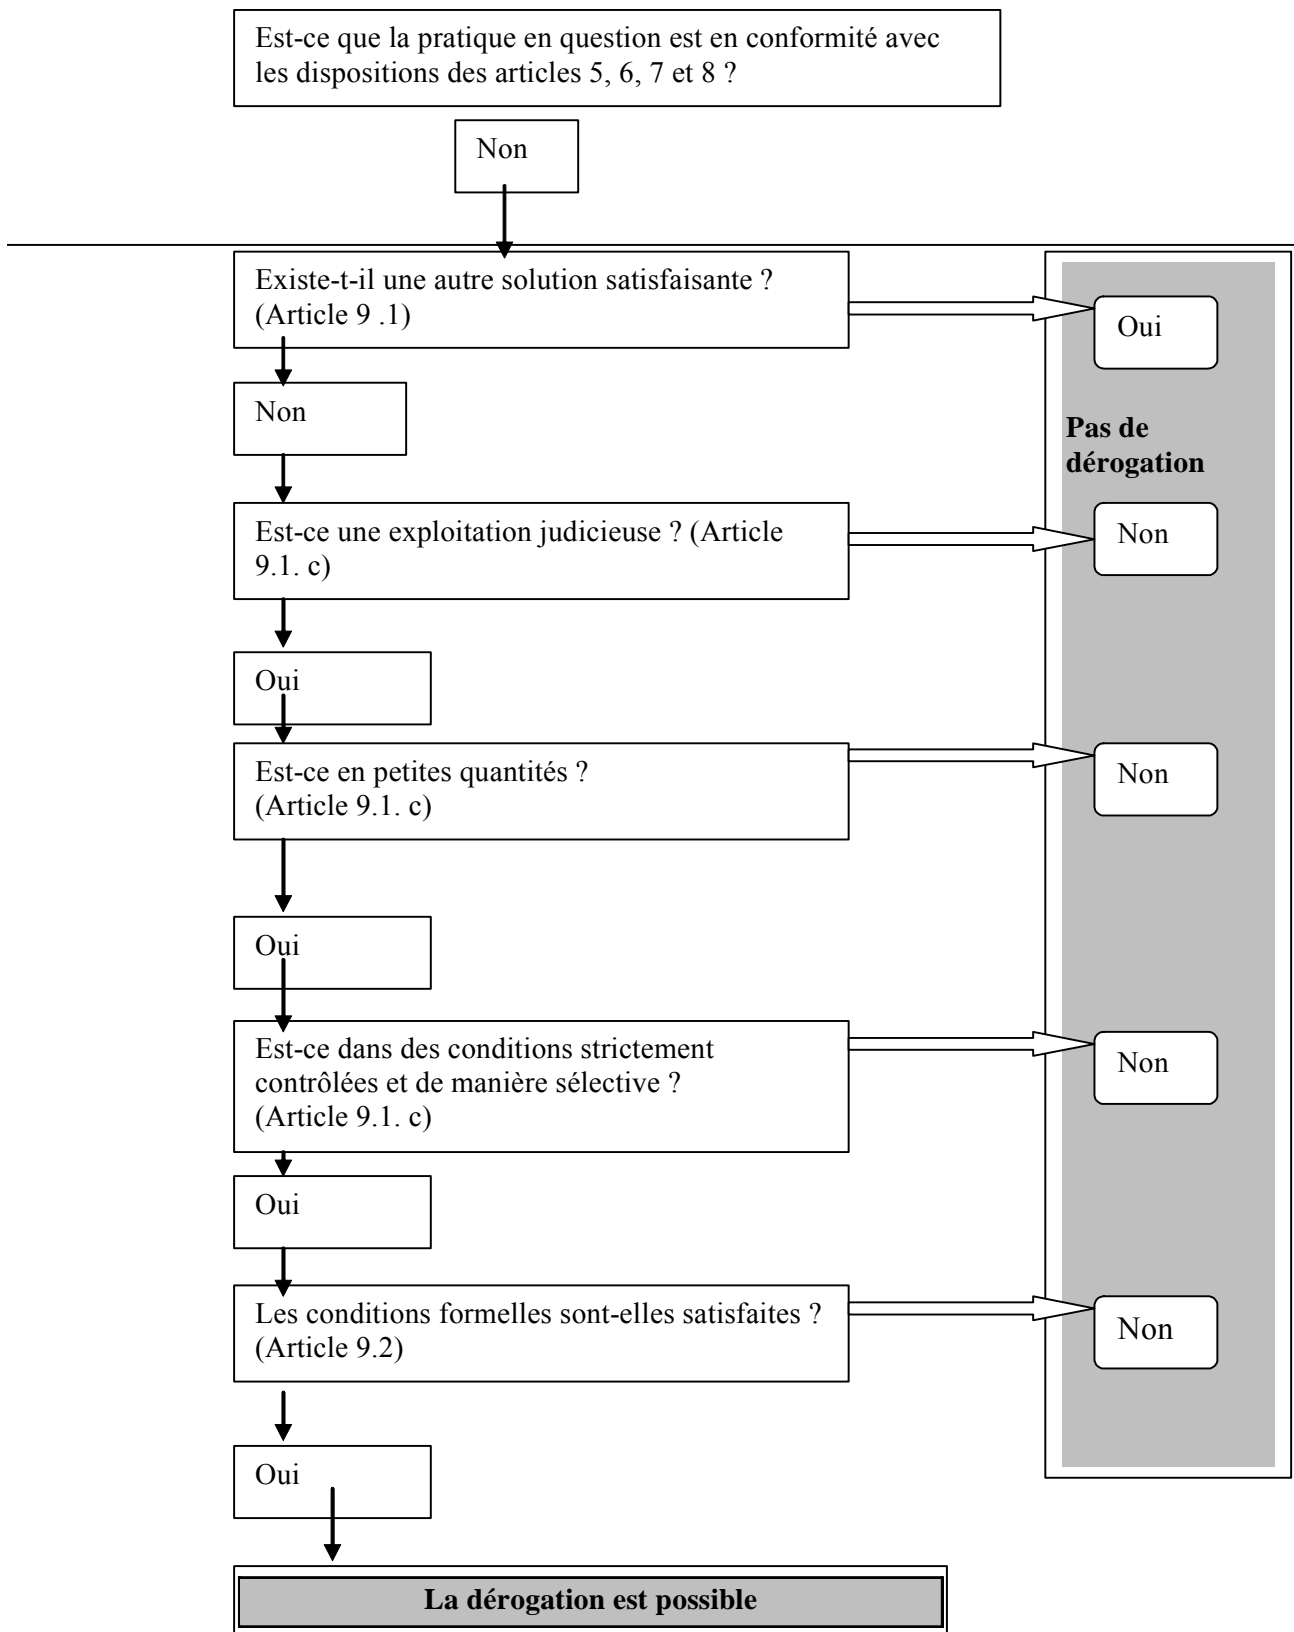 Est-ce que la pratique en question est en conformité avec
les dispositions des articles 5, 6, 7 et 8 ?
Non
Existe-t-il une autre solution satisfaisante ?
(Article 9 .1)
Oui
Non
Pas de
dérogation
Est-ce une exploitation judicieuse ? (Article
9.1. c)
Non
Oui
Est-ce en petites quantités ?
(Article 9.1. c)
Non
Oui
Est-ce dans des conditions strictement
contrôlées et de manière sélective ?
(Article 9.1. c)
Non
Oui
Les conditions formelles sont-elles satisfaites ?
(Article 9.2)
Non
Oui
La dérogation est possible